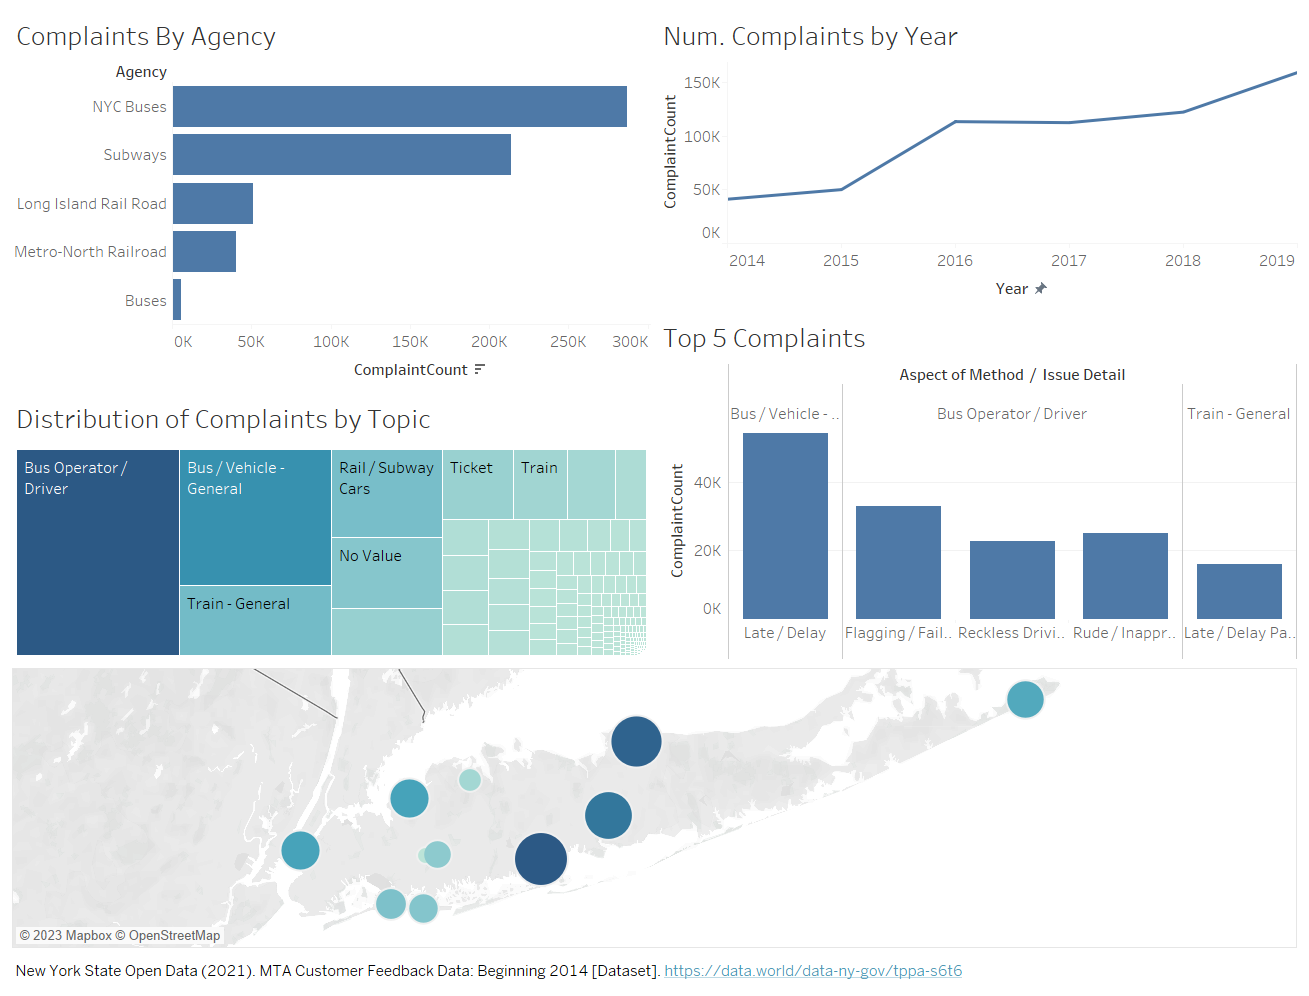 Complaints By Agency
Agency
NYC Buses
Subways
Long Island Rail Road
Metro-North Railroad
Buses
0K 50K 100K 150K 200K 250K 300K
ComplaintCount
Num. Complaints by Year
ComplaintCount
150K
100K
50K
0K
2014 2015 2016 2017 2018 2019
Year
Distribution of Complaints by Topic
Bus Operator /
Driver
Bus / Vehicle -
General
Train - General
Rail / Subway
Cars
No Value
Ticket
Train
Top 5 Complaints
Aspect of Method / Issue Detail
Bus / Vehicle - .. Bus Operator / Driver Train - General
ComplaintCount
40K
20K
0K
Late / Delay Flagging / Fail.. Reckless Drivi.. Rude / Inappr.. Late / Delay Pa..
© 2023 Mapbox © OpenStreetMap
New York State Open Data (2021). MTA Customer Feedback Data: Beginning 2014 [Dataset]. https://data.world/data-ny-gov/tppa-s6t6